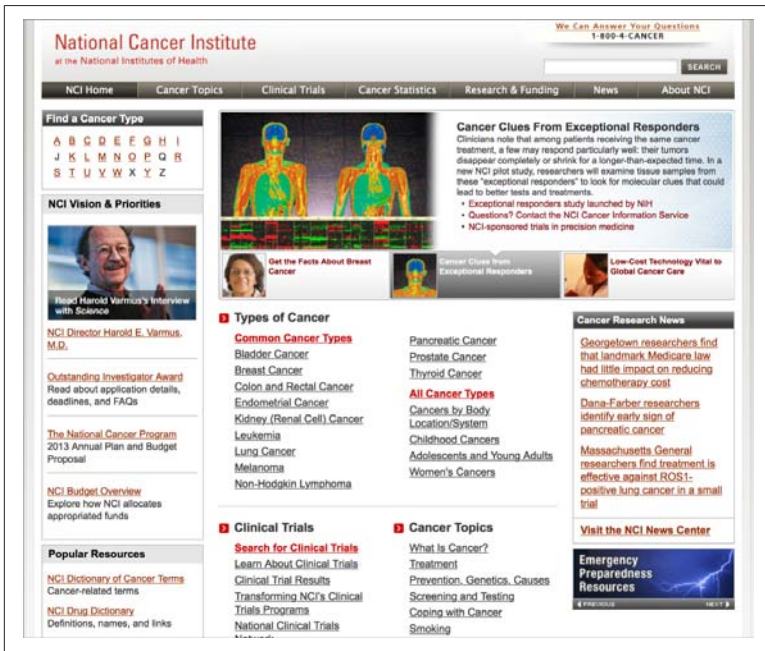 We Can Answer Your Questions
1-800-4-CANCER
National Cancer Institute
at the National Institutes of Health
SEARCH
NCI Home Cancer Topics Clinical Trials Cancer Statistics Research & Funding News About NCI
Find a Cancer Type
A B C D E F G H I
J K L M N O P Q R
S T U V W X Y Z
NCI Vision & Priorities
Read Harold Varmus's Interview
with Science
NCI Director Harold E. Varmus,
M.D.
Outstanding Investigator Award
Read about application details,
deadlines, and FAQs
The National Cancer Program
2013 Annual Plan and Budget
Proposal
NCI Budget Overview
Explore how NCI allocates
appropriated funds
Popular Resources
NCI Dictionary of Cancer Terms
Cancer-related terms
NCI Drug Dictionary
Definitions, names, and links
Cancer Clues From Exceptional Responders
Clinicians note that among patients receiving the same cancer
treatment, a few may respond particularly well: their tumors
disappear completely or shrink for a longer-than-expected time. In a
new NCI pilot study, researchers will examine tissue samples from
these "exceptional responders" to look for molecular clues that could
lead to better tests and treatments.
• Exceptional responders study launched by NIH
• Questions? Contact the NCI Cancer Information Service
• NCI-sponsored trials in precision medicine
Get the Facts About Breast
Cancer
Cancer Clues from
Exceptional Responders
Low-Cost Technology Vital to
Global Cancer Care
Types of Cancer
Common Cancer Types
Bladder Cancer
Breast Cancer
Colon and Rectal Cancer
Endometrial Cancer
Kidney (Renal Cell) Cancer
Leukemia
Lung Cancer
Melanoma
Non-Hodgkin Lymphoma
Pancreatic Cancer
Prostate Cancer
Thyroid Cancer
All Cancer Types
Cancers by Body
Location/System
Childhood Cancers
Adolescents and Young Adults
Women's Cancers
Clinical Trials
Search for Clinical Trials
Learn About Clinical Trials
Clinical Trial Results
Transforming NCI's Clinical
Trials Programs
National Clinical Trials
Network
Cancer Topics
What Is Cancer?
Treatment
Prevention, Genetics, Causes
Screening and Testing
Coping with Cancer
Smoking
Cancer Research News
Georgetown researchers find
that landmark Medicare law
had little impact on reducing
chemotherapy cost
Dana-Farber researchers
identify early sign of
pancreatic cancer
Massachusetts General
researchers find treatment is
effective against ROS1-
positive lung cancer in a small
trial
Visit the NCI News Center
Emergency
Preparedness
Resources
PREVIOUS NEXT